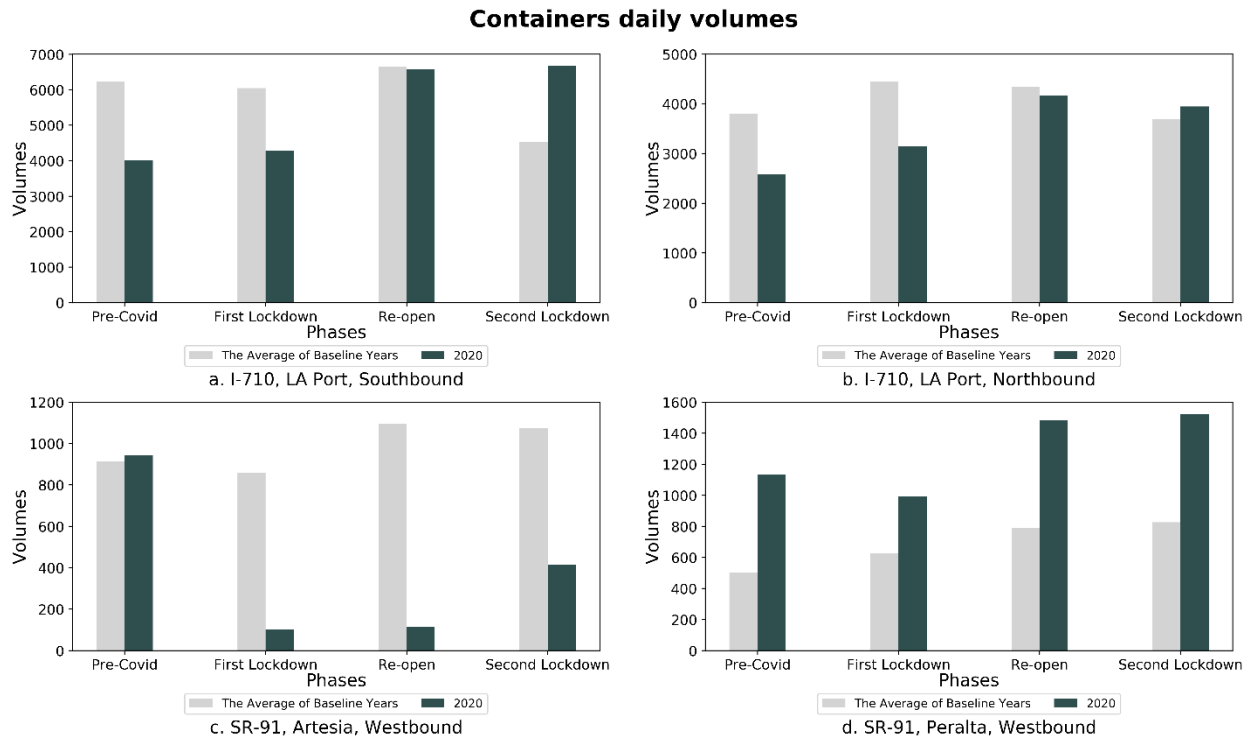 Containers daily volumes
7000
6000
5000
4000
3000
2000
1000
0
Volumes
Pre-Covid First Lockdown Re-open Second Lockdown
Phases
The Average of Baseline Years 2020
a. I-710, LA Port, Southbound
5000
4000
3000
2000
1000
0
Volumes
Pre-Covid First Lockdown Re-open Second Lockdown
Phases
The Average of Baseline Years 2020
b. I-710, LA Port, Northbound
1200
1000
800
600
400
200
0
Volumes
Pre-Covid First Lockdown Re-open Second Lockdown
Phases
The Average of Baseline Years 2020
c. SR-91, Artesia, Westbound
1600
1400
1200
1000
800
600
400
200
0
Volumes
Pre-Covid First Lockdown Re-open Second Lockdown
Phases
The Average of Baseline Years 2020
d. SR-91, Peralta, Westbound